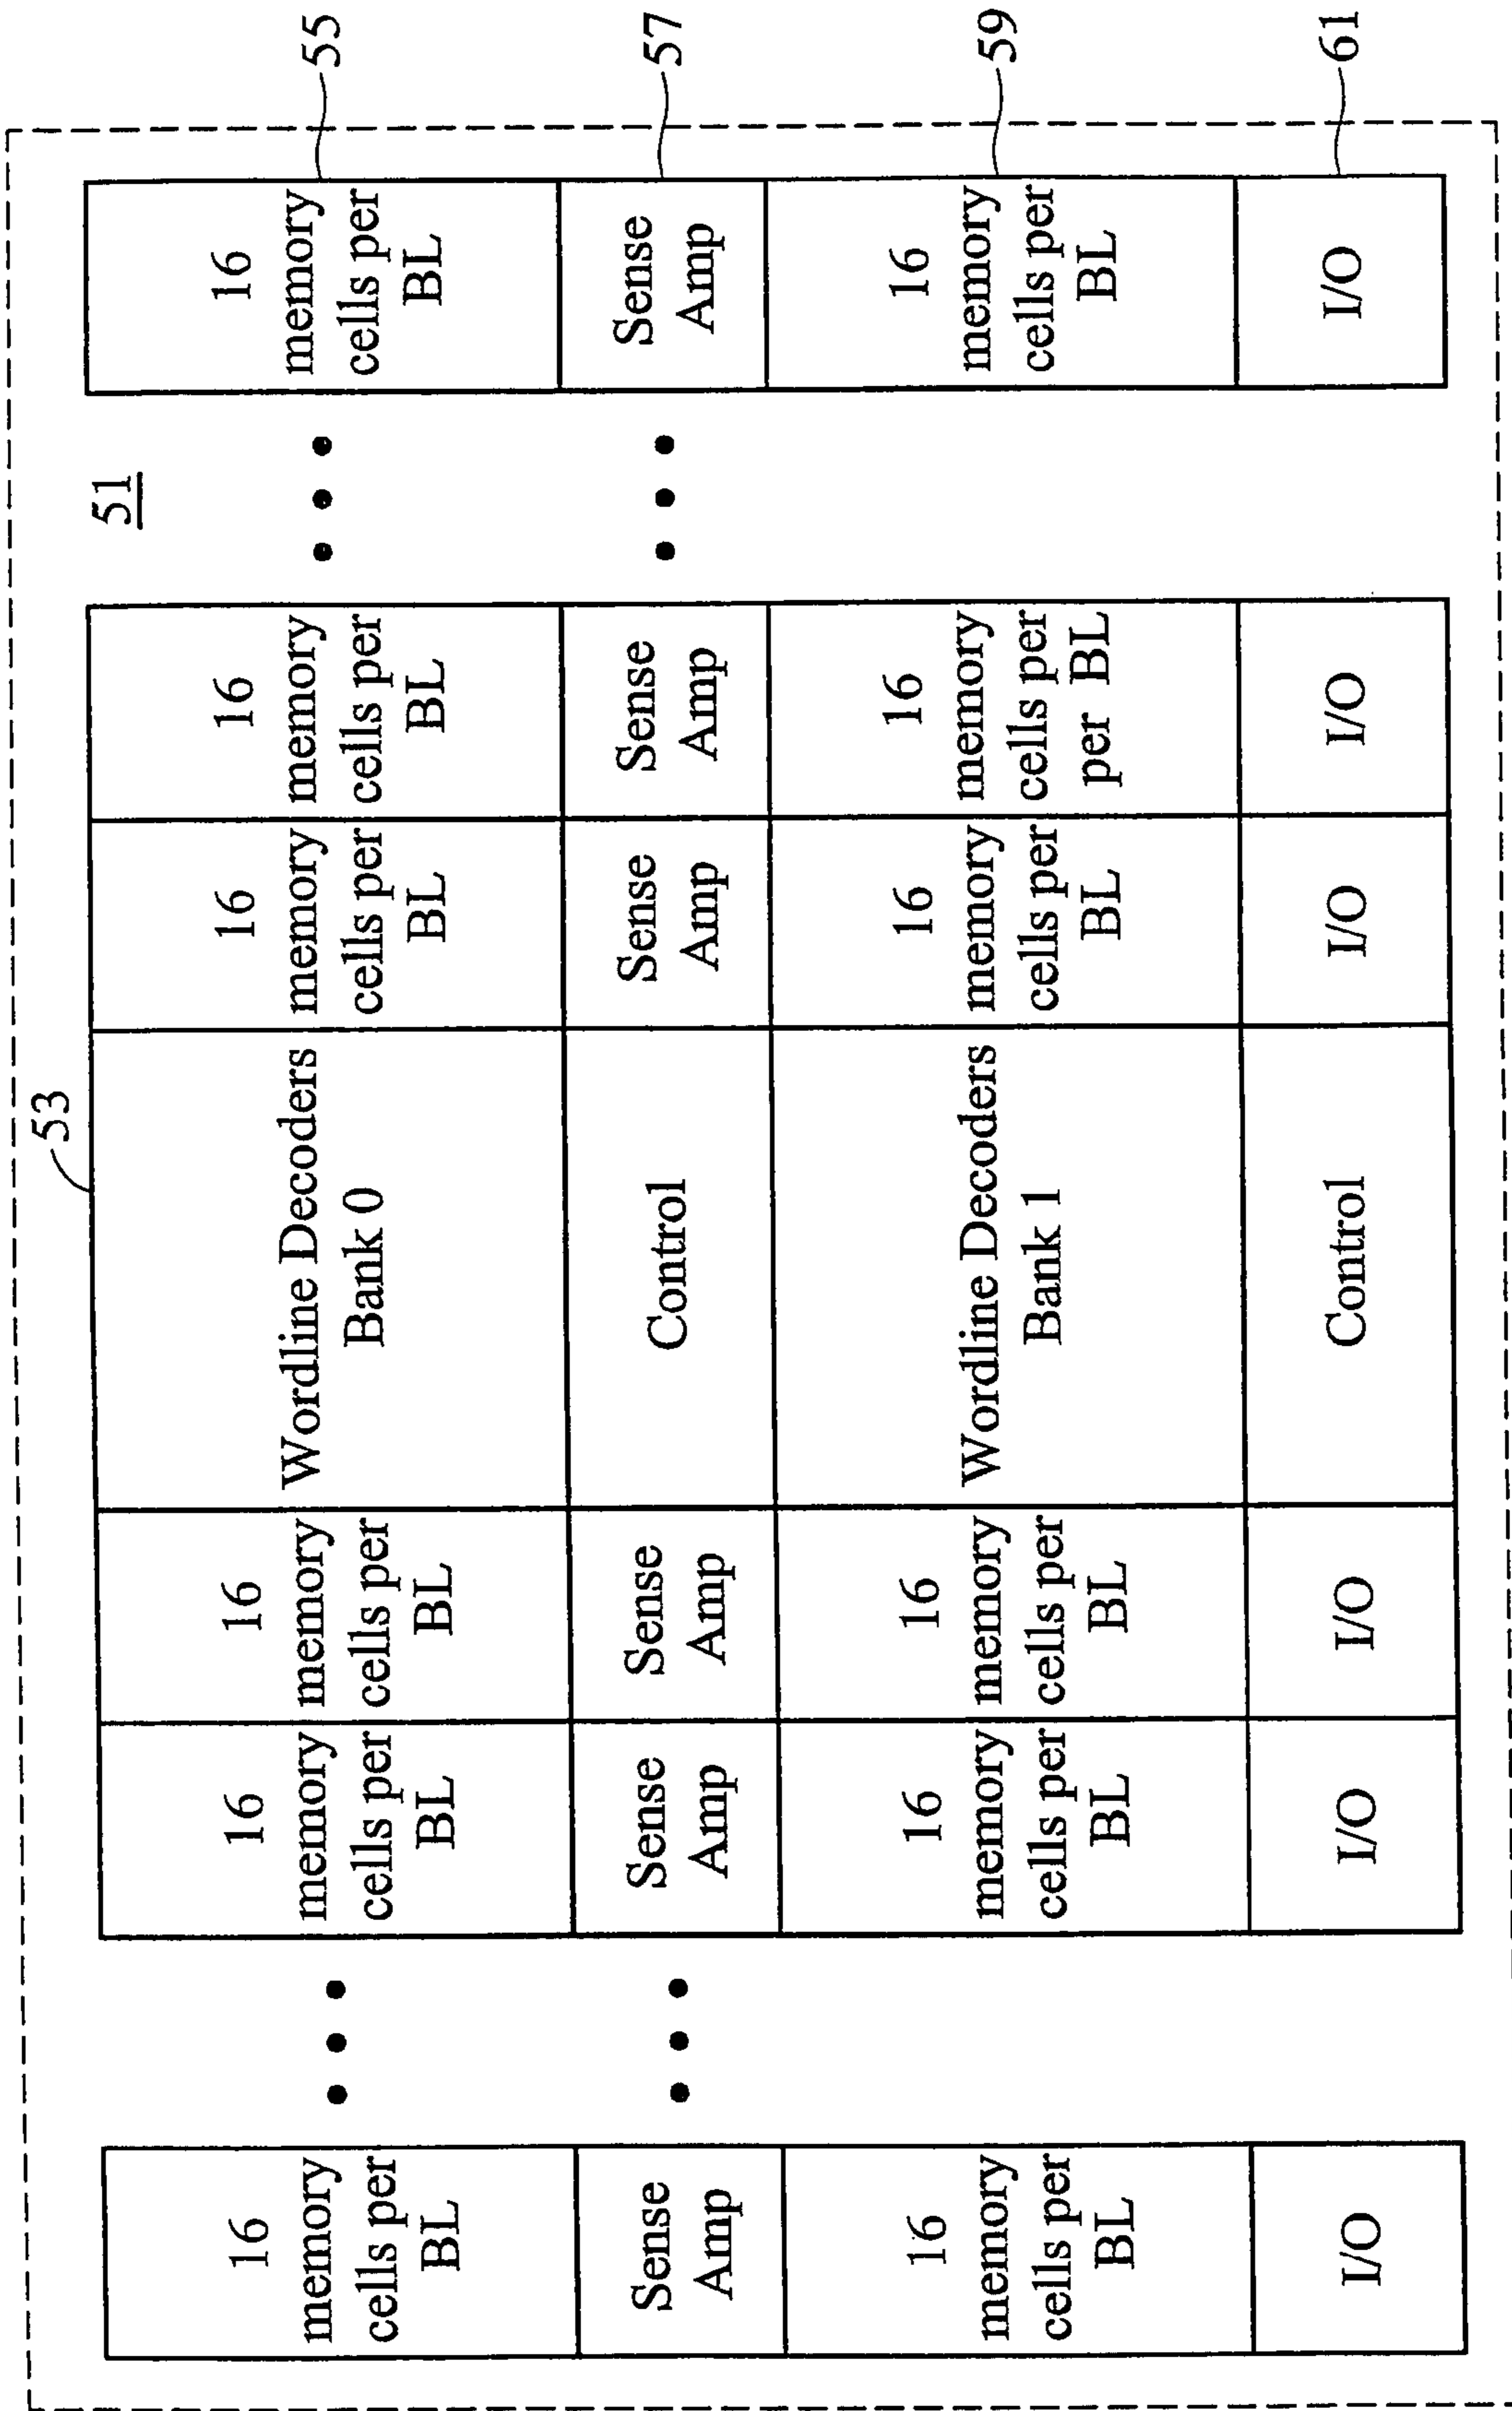 53
51
16
memory
cells per
BL
16
memory
cells per
BL
16
memory
cells per
BL
Wordline Decoders
Bank 0
16
memory
cells per
BL
16
memory
cells per
BL
16
memory
cells per
BL
55
Sense
Amp
Sense
Amp
Sense
Amp
Control
Sense
Amp
Sense
Amp
Sense
Amp
57
16
memory
cells per
BL
16
memory
cells per
BL
16
memory
cells per
BL
Wordline Decoders
Bank 1
16
memory
cells per
BL
16
memory
cells per
per BL
16
memory
cells per
BL
59
I/O
I/O
I/O
Control
I/O
I/O
I/O
61